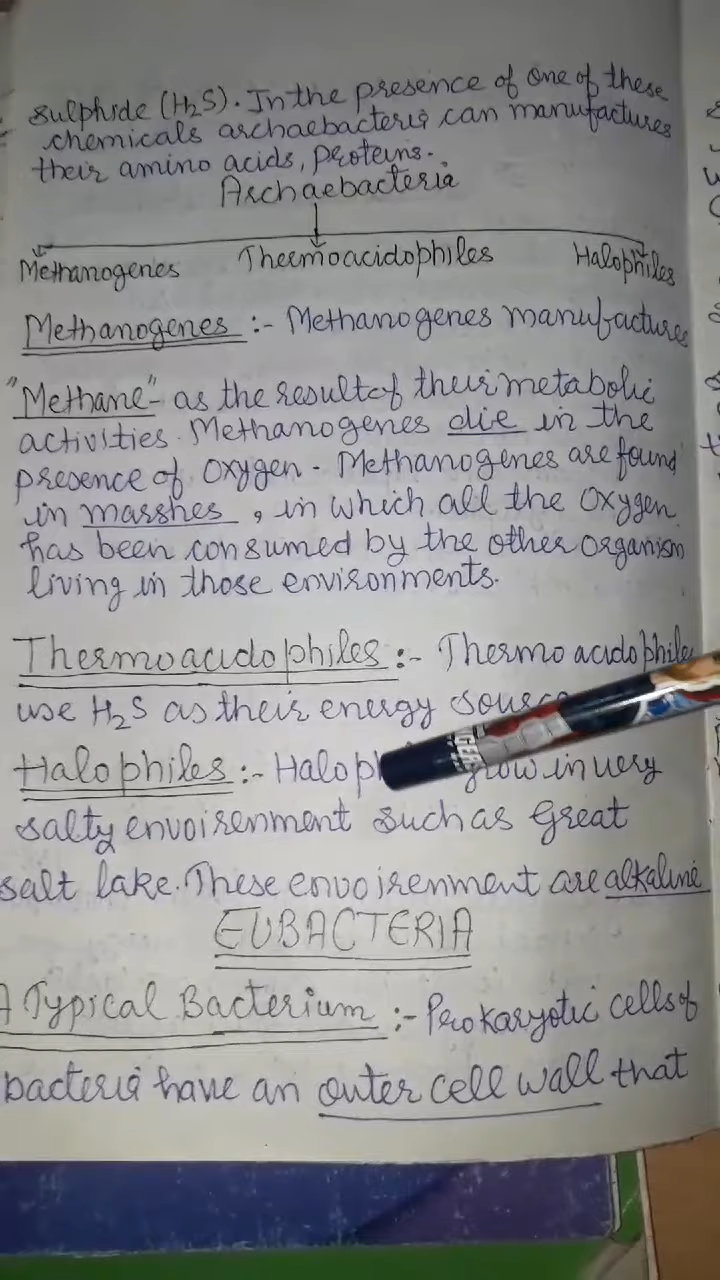 sulphide (H2S). In the presence of one of these
chemicals archaebacteria can manufactures
their amino acids, proteins.
Archaebacteria
Methanogenes Thermoacidophiles Halophiles
Methanogenes :- Methanogenes manufactures
"Methane" as the result of their metabolic
activities. Methanogenes die in the
presence of oxygen - Methanogenes are found
in marshes, in which all the oxygen
has been consumed by the other organism
living in those environments.
Thermoacidophiles :- Thermoacidophile
use H2S as their energy source
Halophiles :- Haloph grow in very
salty envoirenment such as Great
salt lake. These envoirenment are alkaline
EUBACTERIA
A Typical Bacterium :- Prokaryotic cells of
bacteria have an outer cell wall that